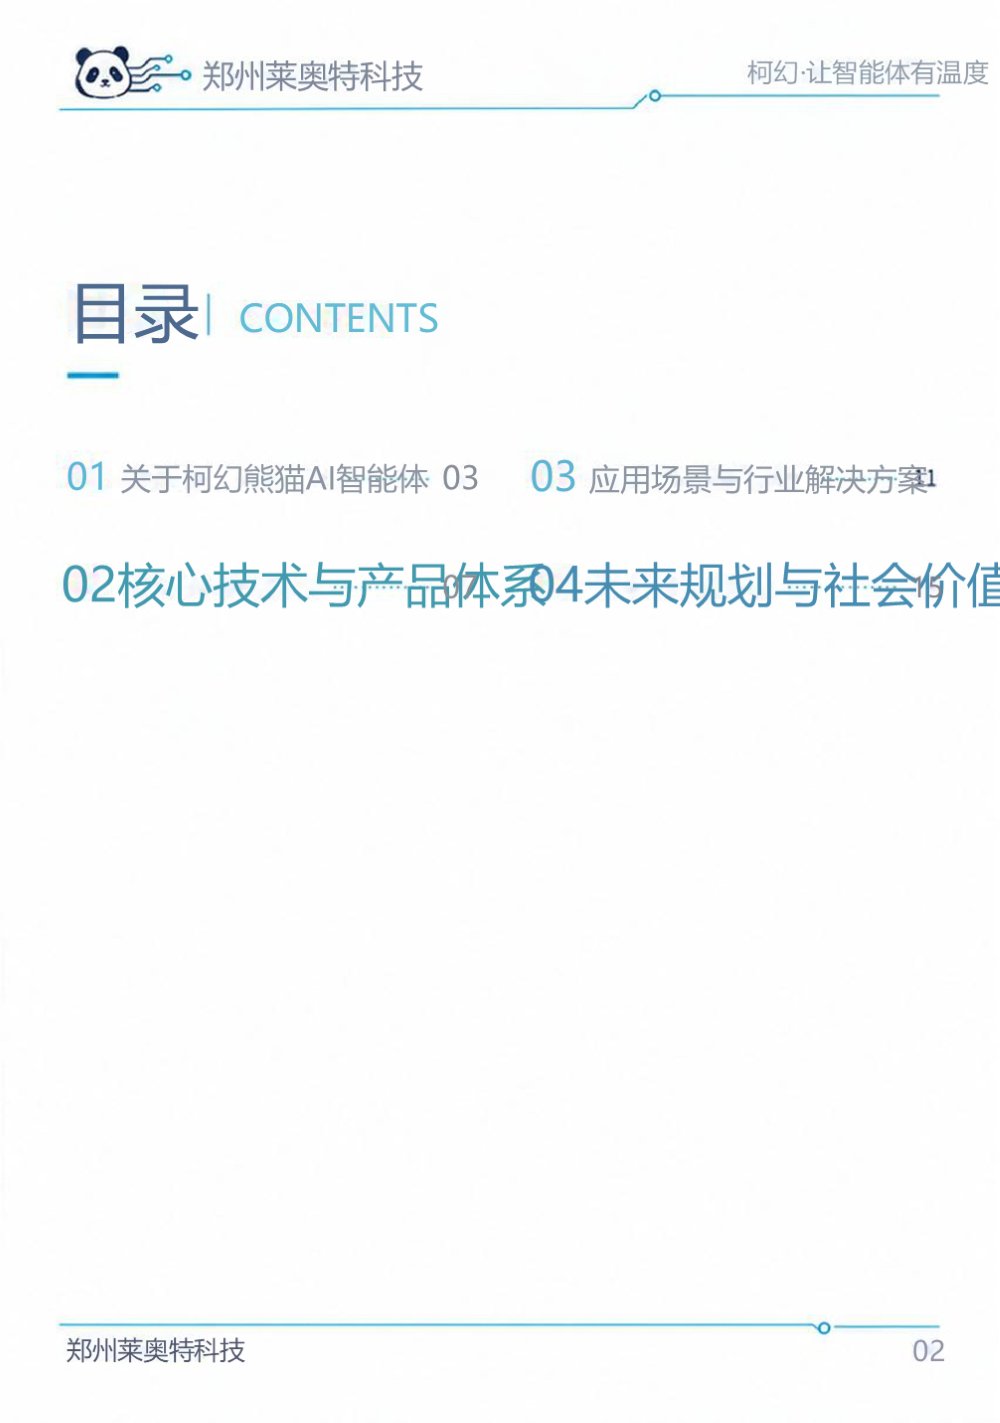 郑州莱奥特科技
柯幻·让智能体有温度
目录 CONTENTS
01 关于柯幻熊猫AI智能体 03
03 应用场景与行业解决方案 11
02核心技术与产品体系 07
04未来规划与社会价值 15
郑州莱奥特科技
02